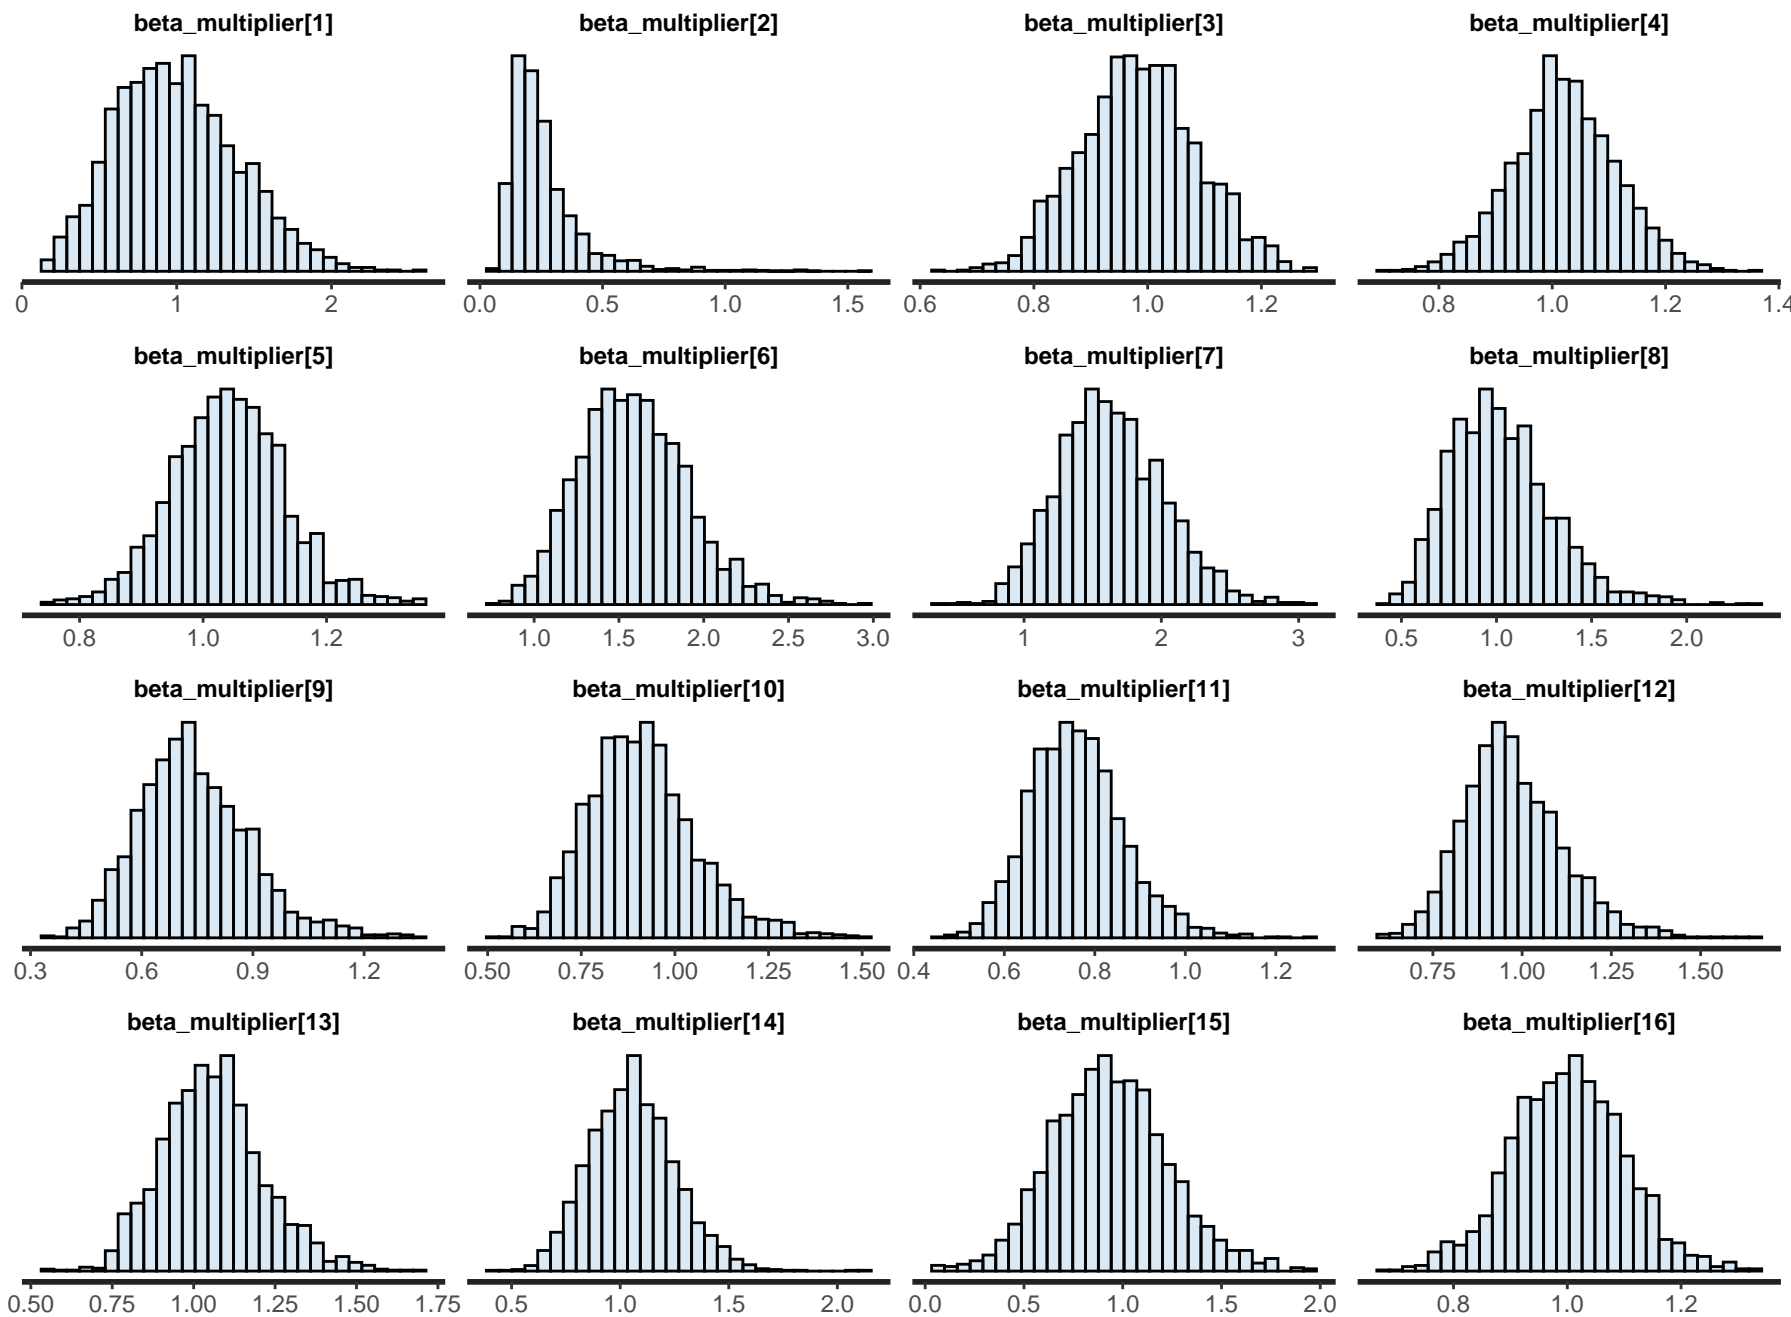 beta_multiplier[1] beta_multiplier[2] beta_multiplier[3] beta_multiplier[4]
0 1 2 0.0 0.5 1.0 1.5 0.6 0.8 1.0 1.2 0.8 1.0 1.2 1.4
beta_multiplier[5] beta_multiplier[6] beta_multiplier[7] beta_multiplier[8]
0.8 1.0 1.2 1.0 1.5 2.0 2.5 3.0 1 2 3 0.5 1.0 1.5 2.0
beta_multiplier[9] beta_multiplier[10] beta_multiplier[11] beta_multiplier[12]
0.3 0.6 0.9 1.2 0.50 0.75 1.00 1.25 1.50 0.4 0.6 0.8 1.0 1.2 0.75 1.00 1.25 1.50
beta_multiplier[13] beta_multiplier[14] beta_multiplier[15] beta_multiplier[16]
0.50 0.75 1.00 1.25 1.50 1.75 0.5 1.0 1.5 2.0 0.0 0.5 1.0 1.5 2.0 0.8 1.0 1.2